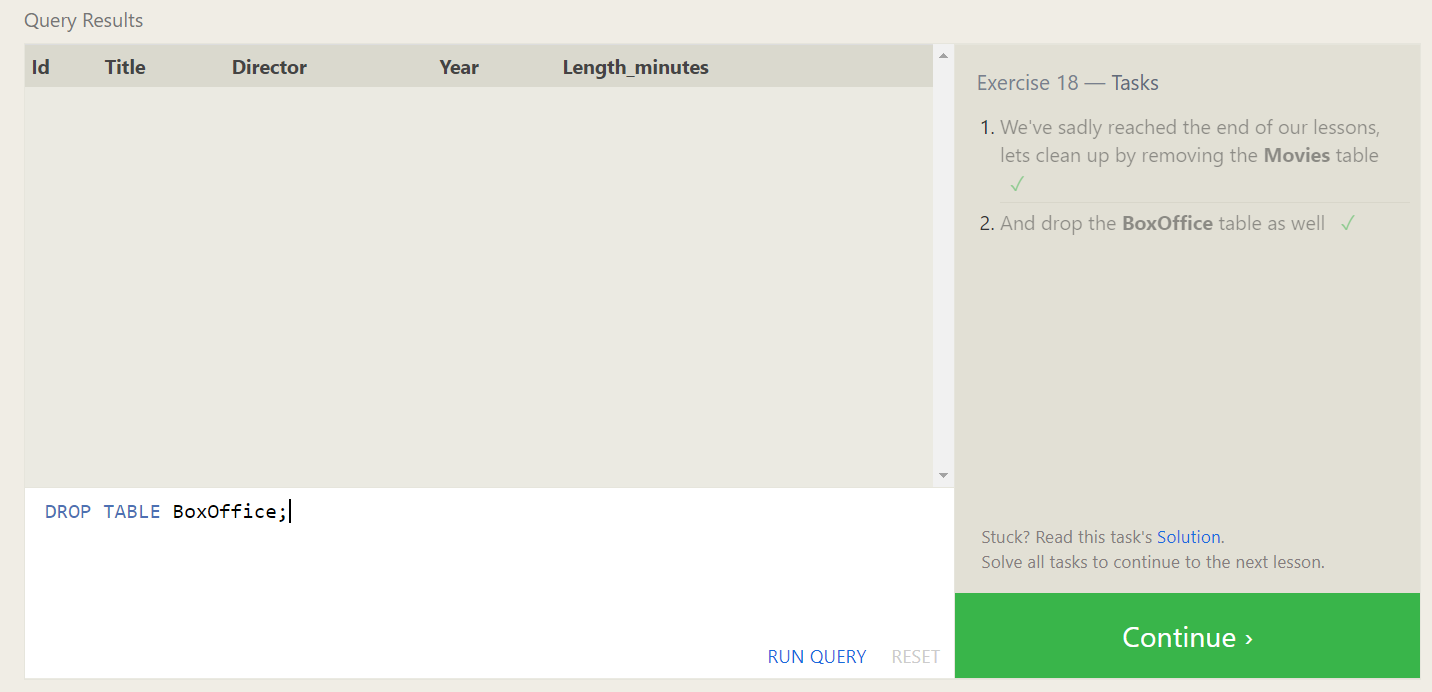 Query Results
Id Title Director Year Length_minutes
DROP TABLE BoxOffice;
RUN QUERY RESET
Exercise 18 — Tasks
1. We've sadly reached the end of our lessons,
lets clean up by removing the Movies table
✓
2. And drop the BoxOffice table as well ✓
Stuck? Read this task's Solution.
Solve all tasks to continue to the next lesson.
Continue ›